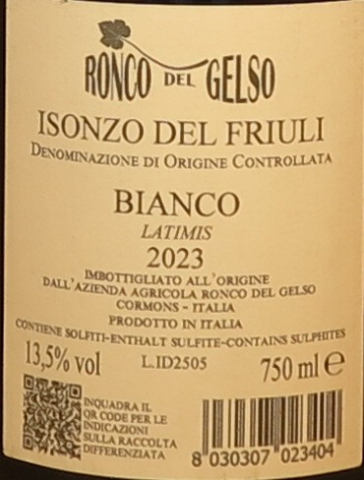 RONCO DEL GELSO
ISONZO DEL FRIULI
DENOMINAZIONE DI ORIGINE CONTROLLATA
BIANCO
LATIMIS
2023
IMBOTTIGLIATO ALL'ORIGINE
DALL'AZIENDA AGRICOLA RONCO DEL GELSO
CORMONS - ITALIA
PRODOTTO IN ITALIA
CONTIENE SOLFITI-ENTHALT SULFITE-CONTAINS SULPHITES
13,5% vol L.ID2505 750 ml ℮
INQUADRA IL
QR CODE PER LE
INDICAZIONI
SULLA RACCOLTA
DIFFERENZIATA
8 030307 023404